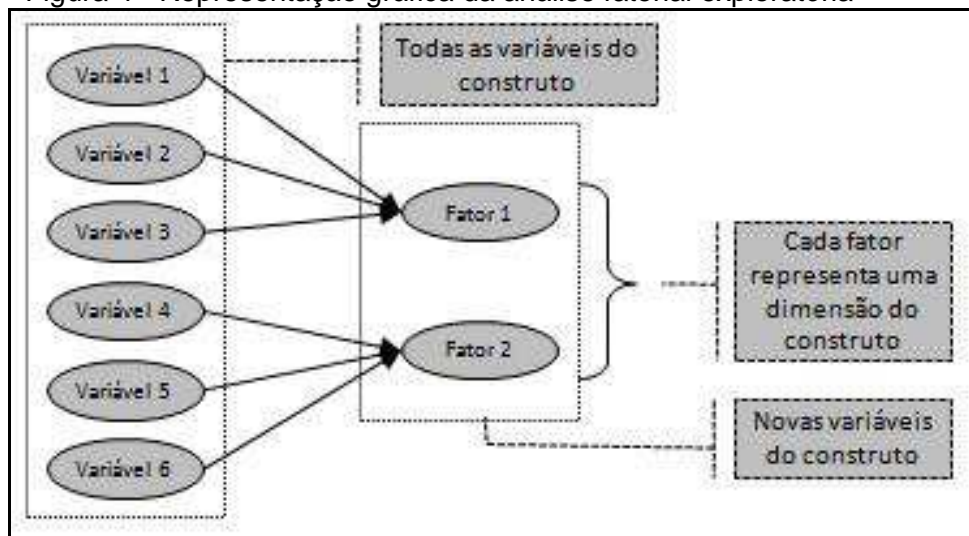 Variável 1
Variável 2
Variável 3
Variável 4
Variável 5
Variável 6
Todas as variáveis do
construto
Fator 1
Fator 2
Cada fator
representa uma
dimensão do
construto
Novas variáveis
do construto